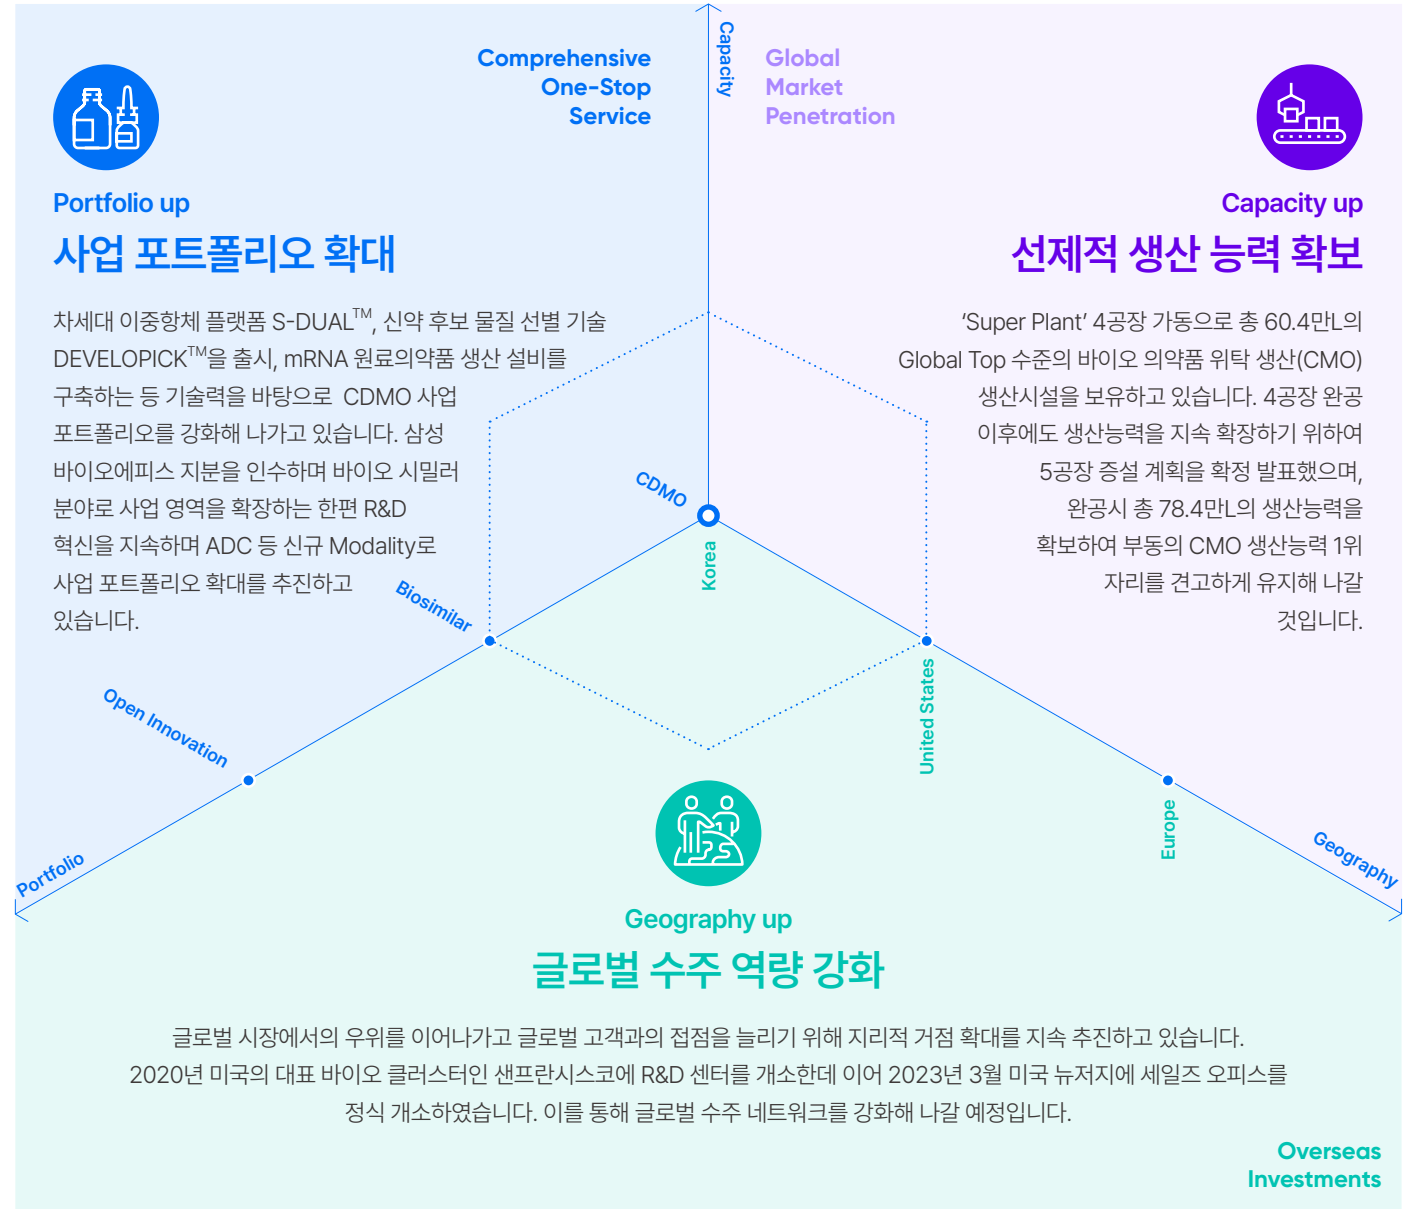 Comprehensive
One-Stop
Service
Portfolio up
사업 포트폴리오 확대
차세대 이중항체 플랫폼 S-DUAL™, 신약 후보 물질 선별 기술
DEVELOPICK™을 출시, mRNA 원료의약품 생산 설비를
구축하는 등 기술력을 바탕으로 CDMO 사업
포트폴리오를 강화해 나가고 있습니다. 삼성
바이오에피스 지분을 인수하며 바이오 시밀러
분야로 사업 영역을 확장하는 한편 R&D
혁신을 지속하며 ADC 등 신규 Modality로
사업 포트폴리오 확대를 추진하고
있습니다.
Capacity
Global
Market
Penetration
Capacity up
선제적 생산 능력 확보
‘Super Plant’ 4공장 가동으로 총 60.4만L의
Global Top 수준의 바이오 의약품 위탁 생산(CMO)
생산시설을 보유하고 있습니다. 4공장 완공
이후에도 생산능력을 지속 확장하기 위하여
5공장 증설 계획을 확정 발표했으며,
완공시 총 78.4만L의 생산능력을
확보하여 부동의 CMO 생산능력 1위
자리를 견고하게 유지해 나갈
것입니다.
CDMO
Biosimilar
Open Innovation
Portfolio
Korea
United States
Europe
Geography
Geography up
글로벌 수주 역량 강화
글로벌 시장에서의 우위를 이어나가고 글로벌 고객과의 접점을 늘리기 위해 지리적 거점 확대를 지속 추진하고 있습니다.
2020년 미국의 대표 바이오 클러스터인 샌프란시스코에 R&D 센터를 개소한데 이어 2023년 3월 미국 뉴저지에 세일즈 오피스를
정식 개소하였습니다. 이를 통해 글로벌 수주 네트워크를 강화해 나갈 예정입니다.
Overseas
Investments